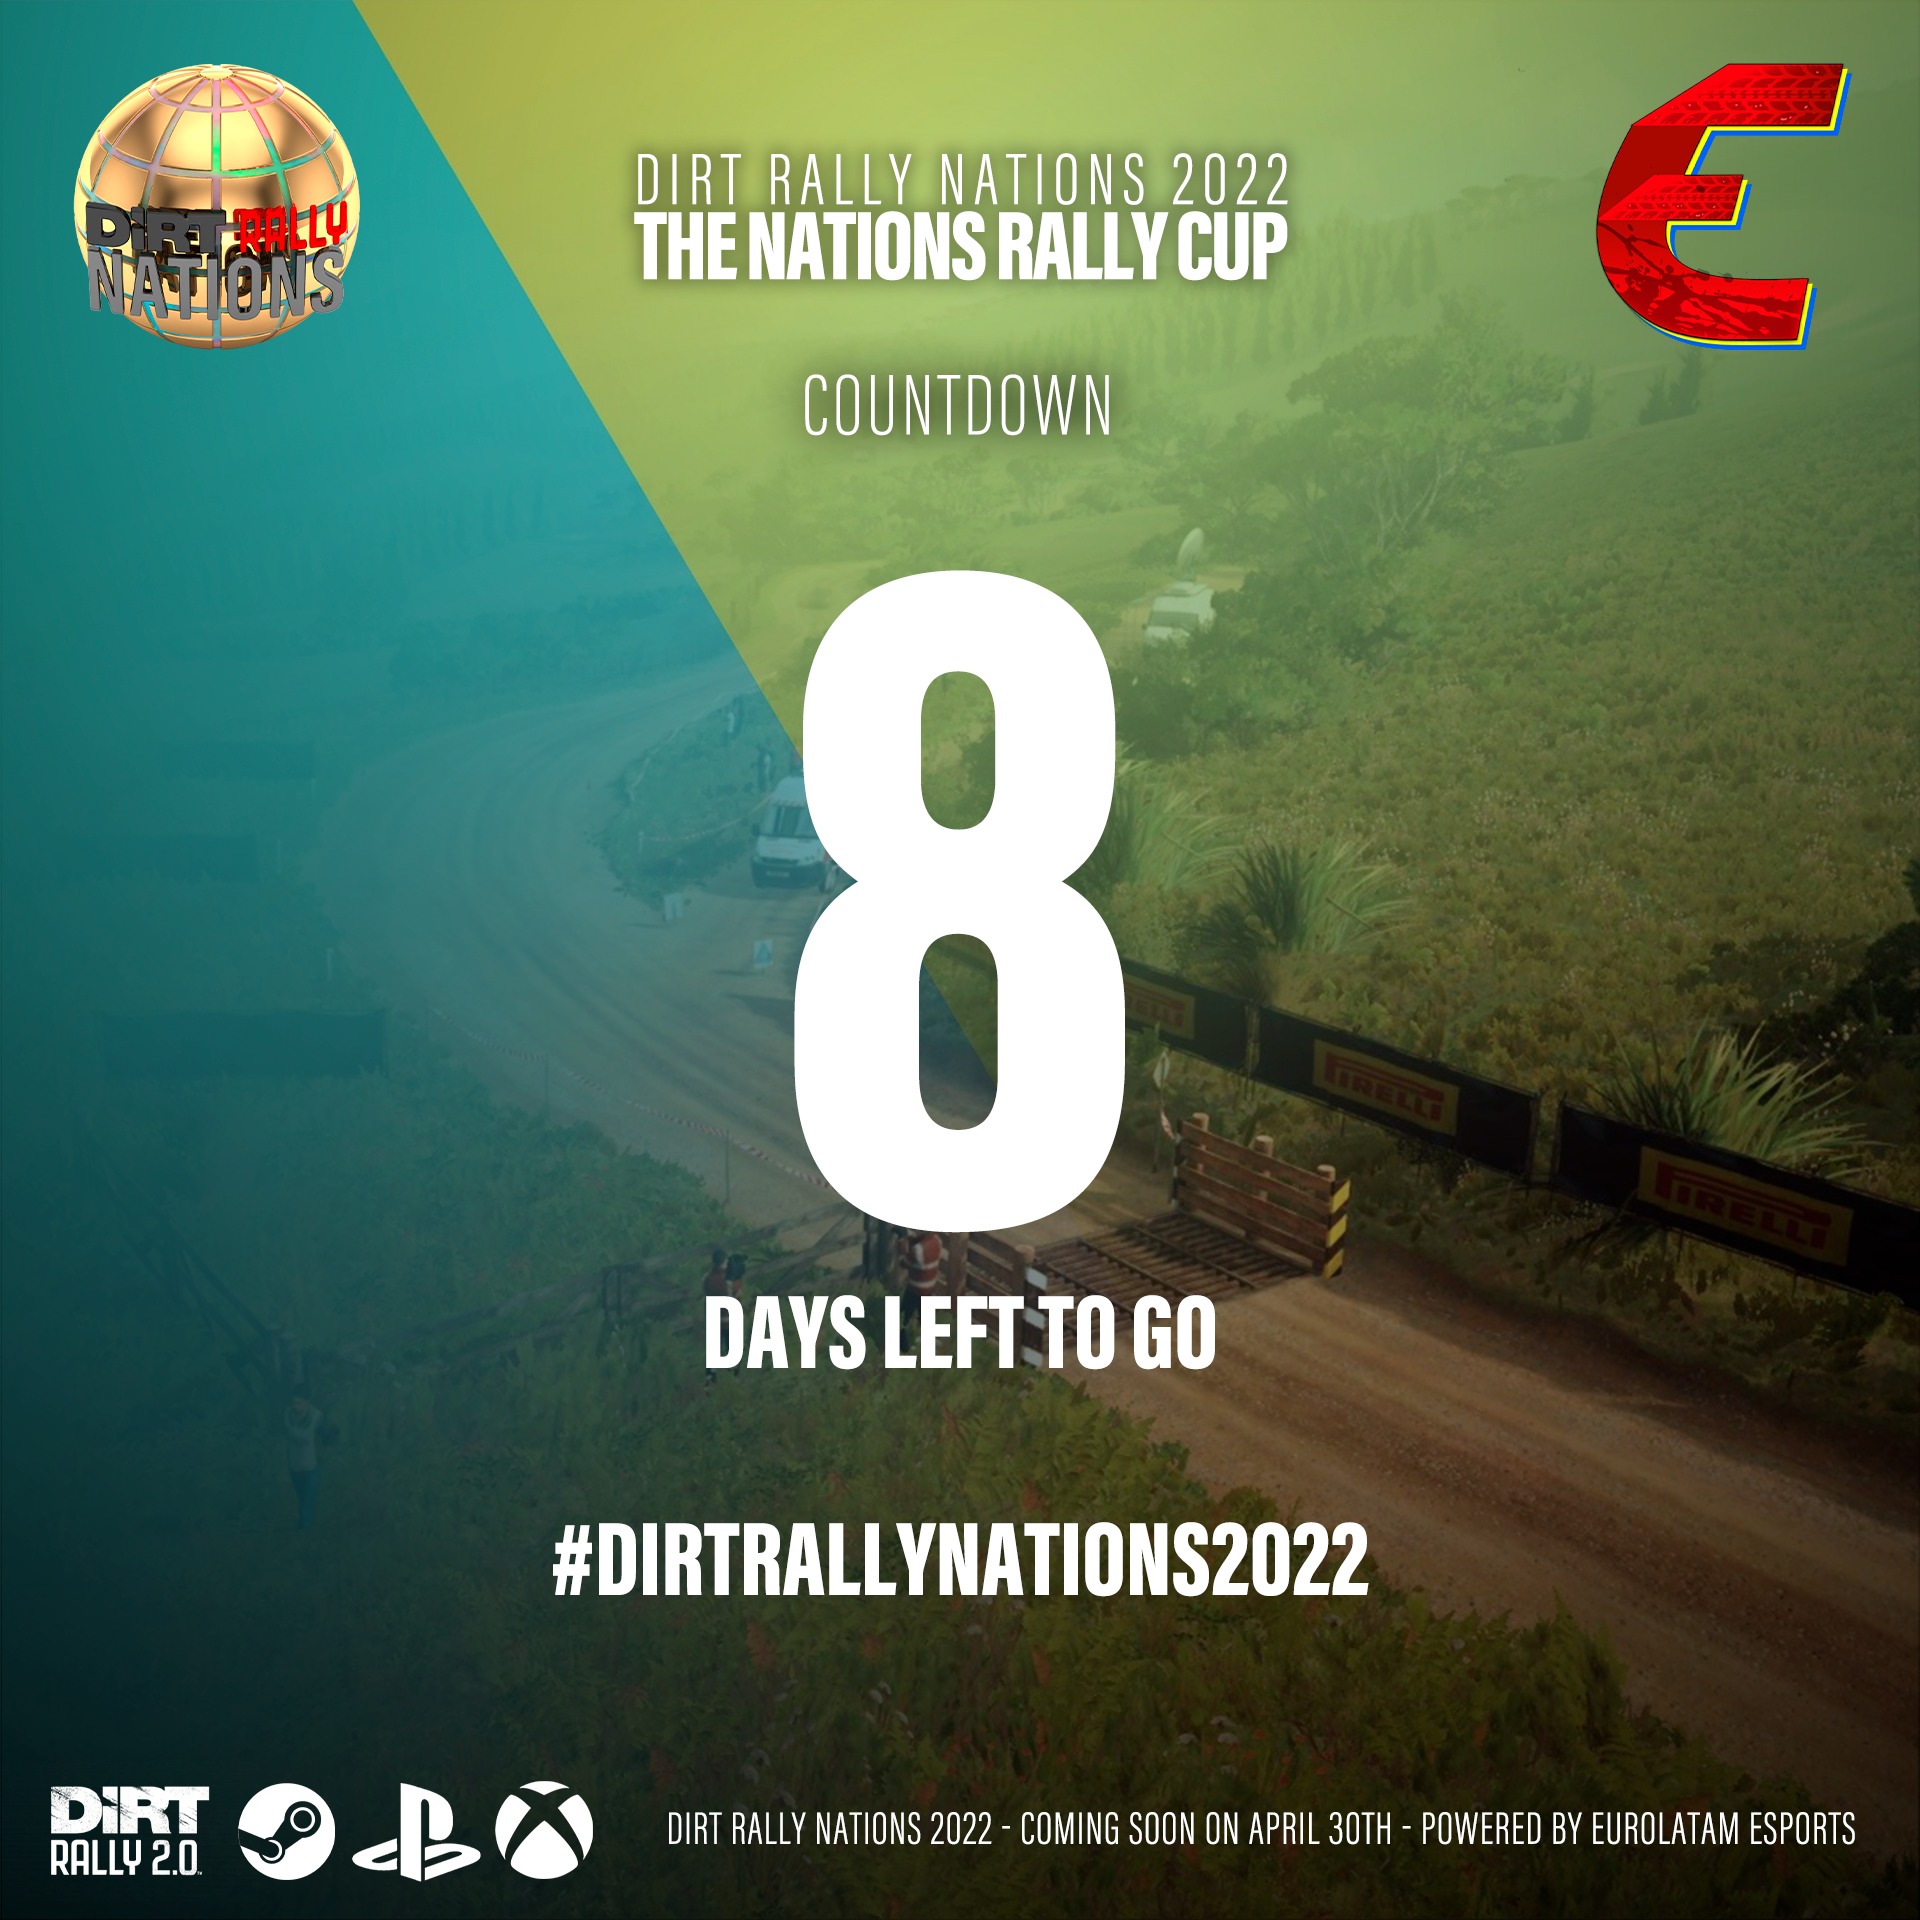 DiRT RALLY
NATIONS
E
DIRT RALLY NATIONS 2022
THE NATIONS RALLY CUP
COUNTDOWN
8
PIRELLI
PIRELLI
PIRELLI
DAYS LEFT TO GO
#DIRTRALLYNATIONS2022
DiRT
RALLY 2.0
DIRT RALLY NATIONS 2022 - COMING SOON ON APRIL 30TH - POWERED BY EUROLATAM ESPORTS